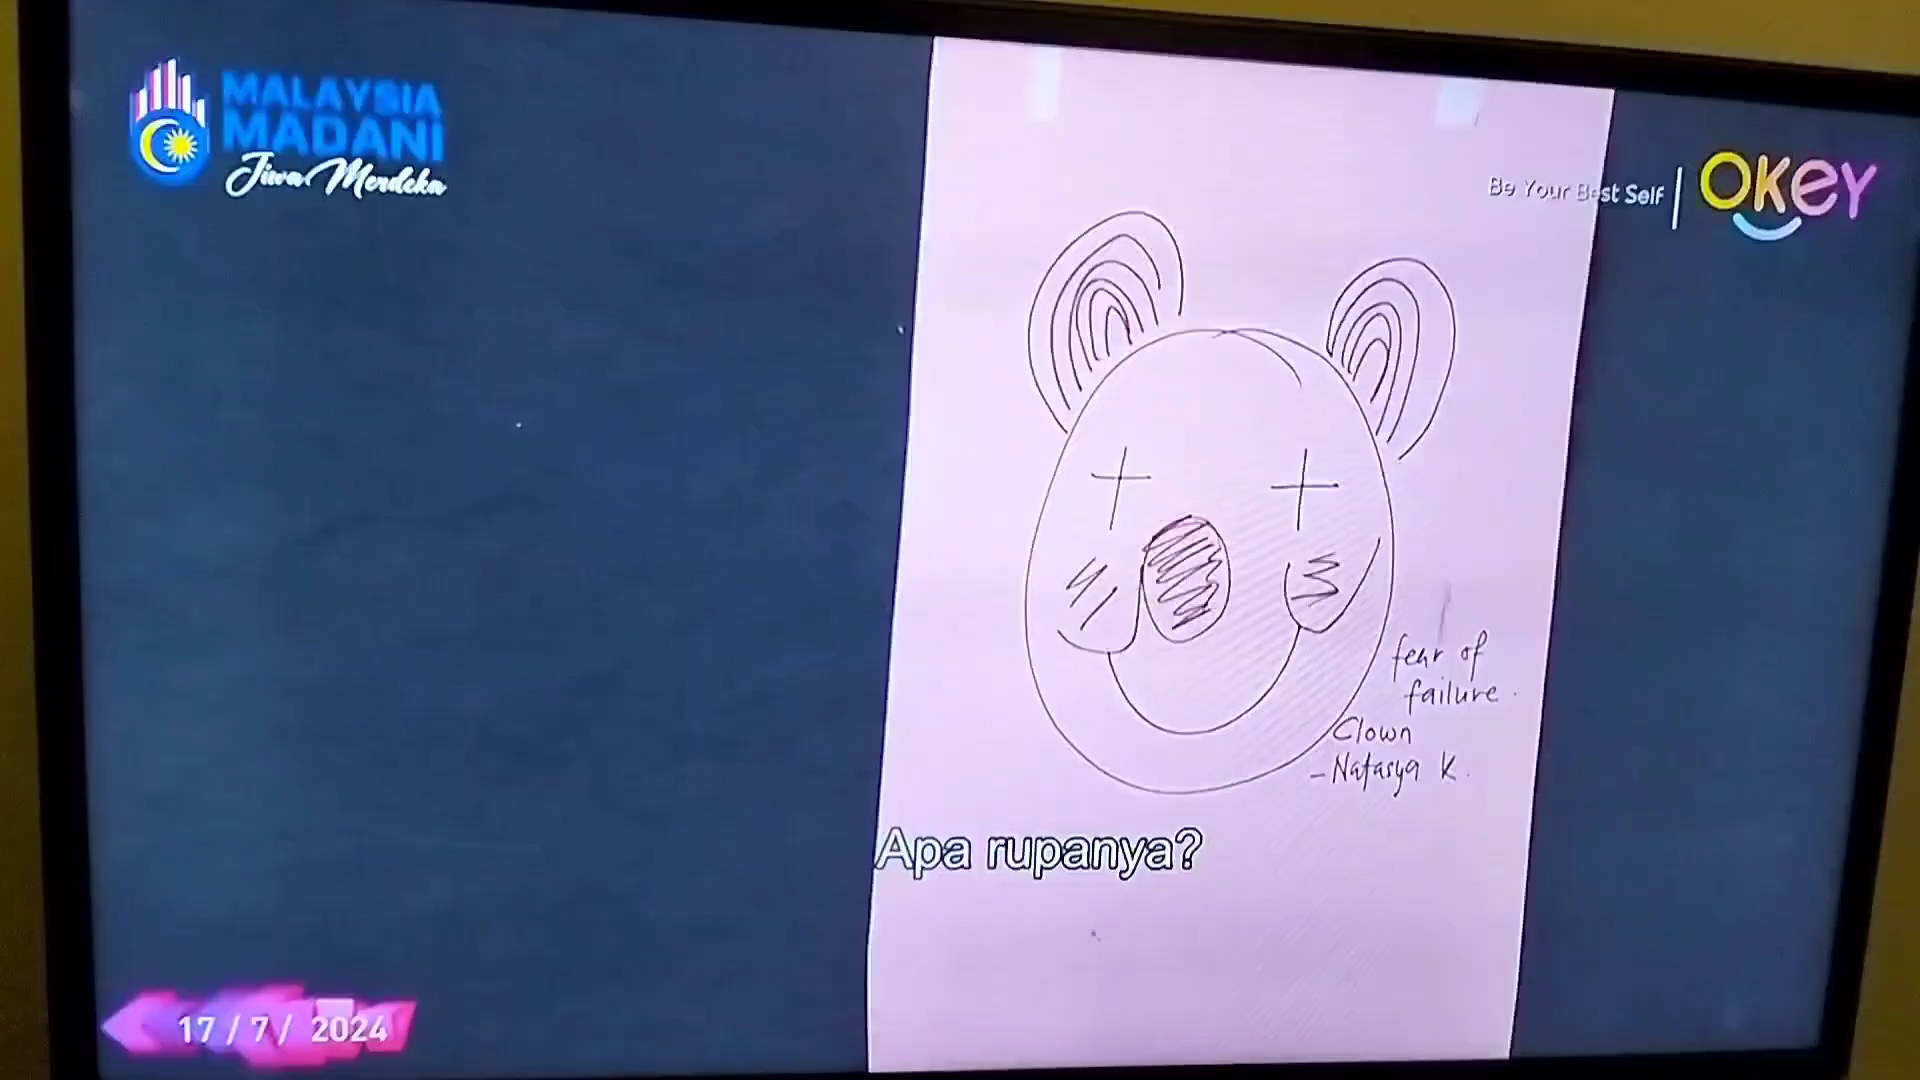 MALAYSIA
MADANI
Jiwa Merdeka
Be Your Best Self
OKEY
fear of
failure.
Clown
- Natasya K.
Apa rupanya?
17 / 7 / 2024